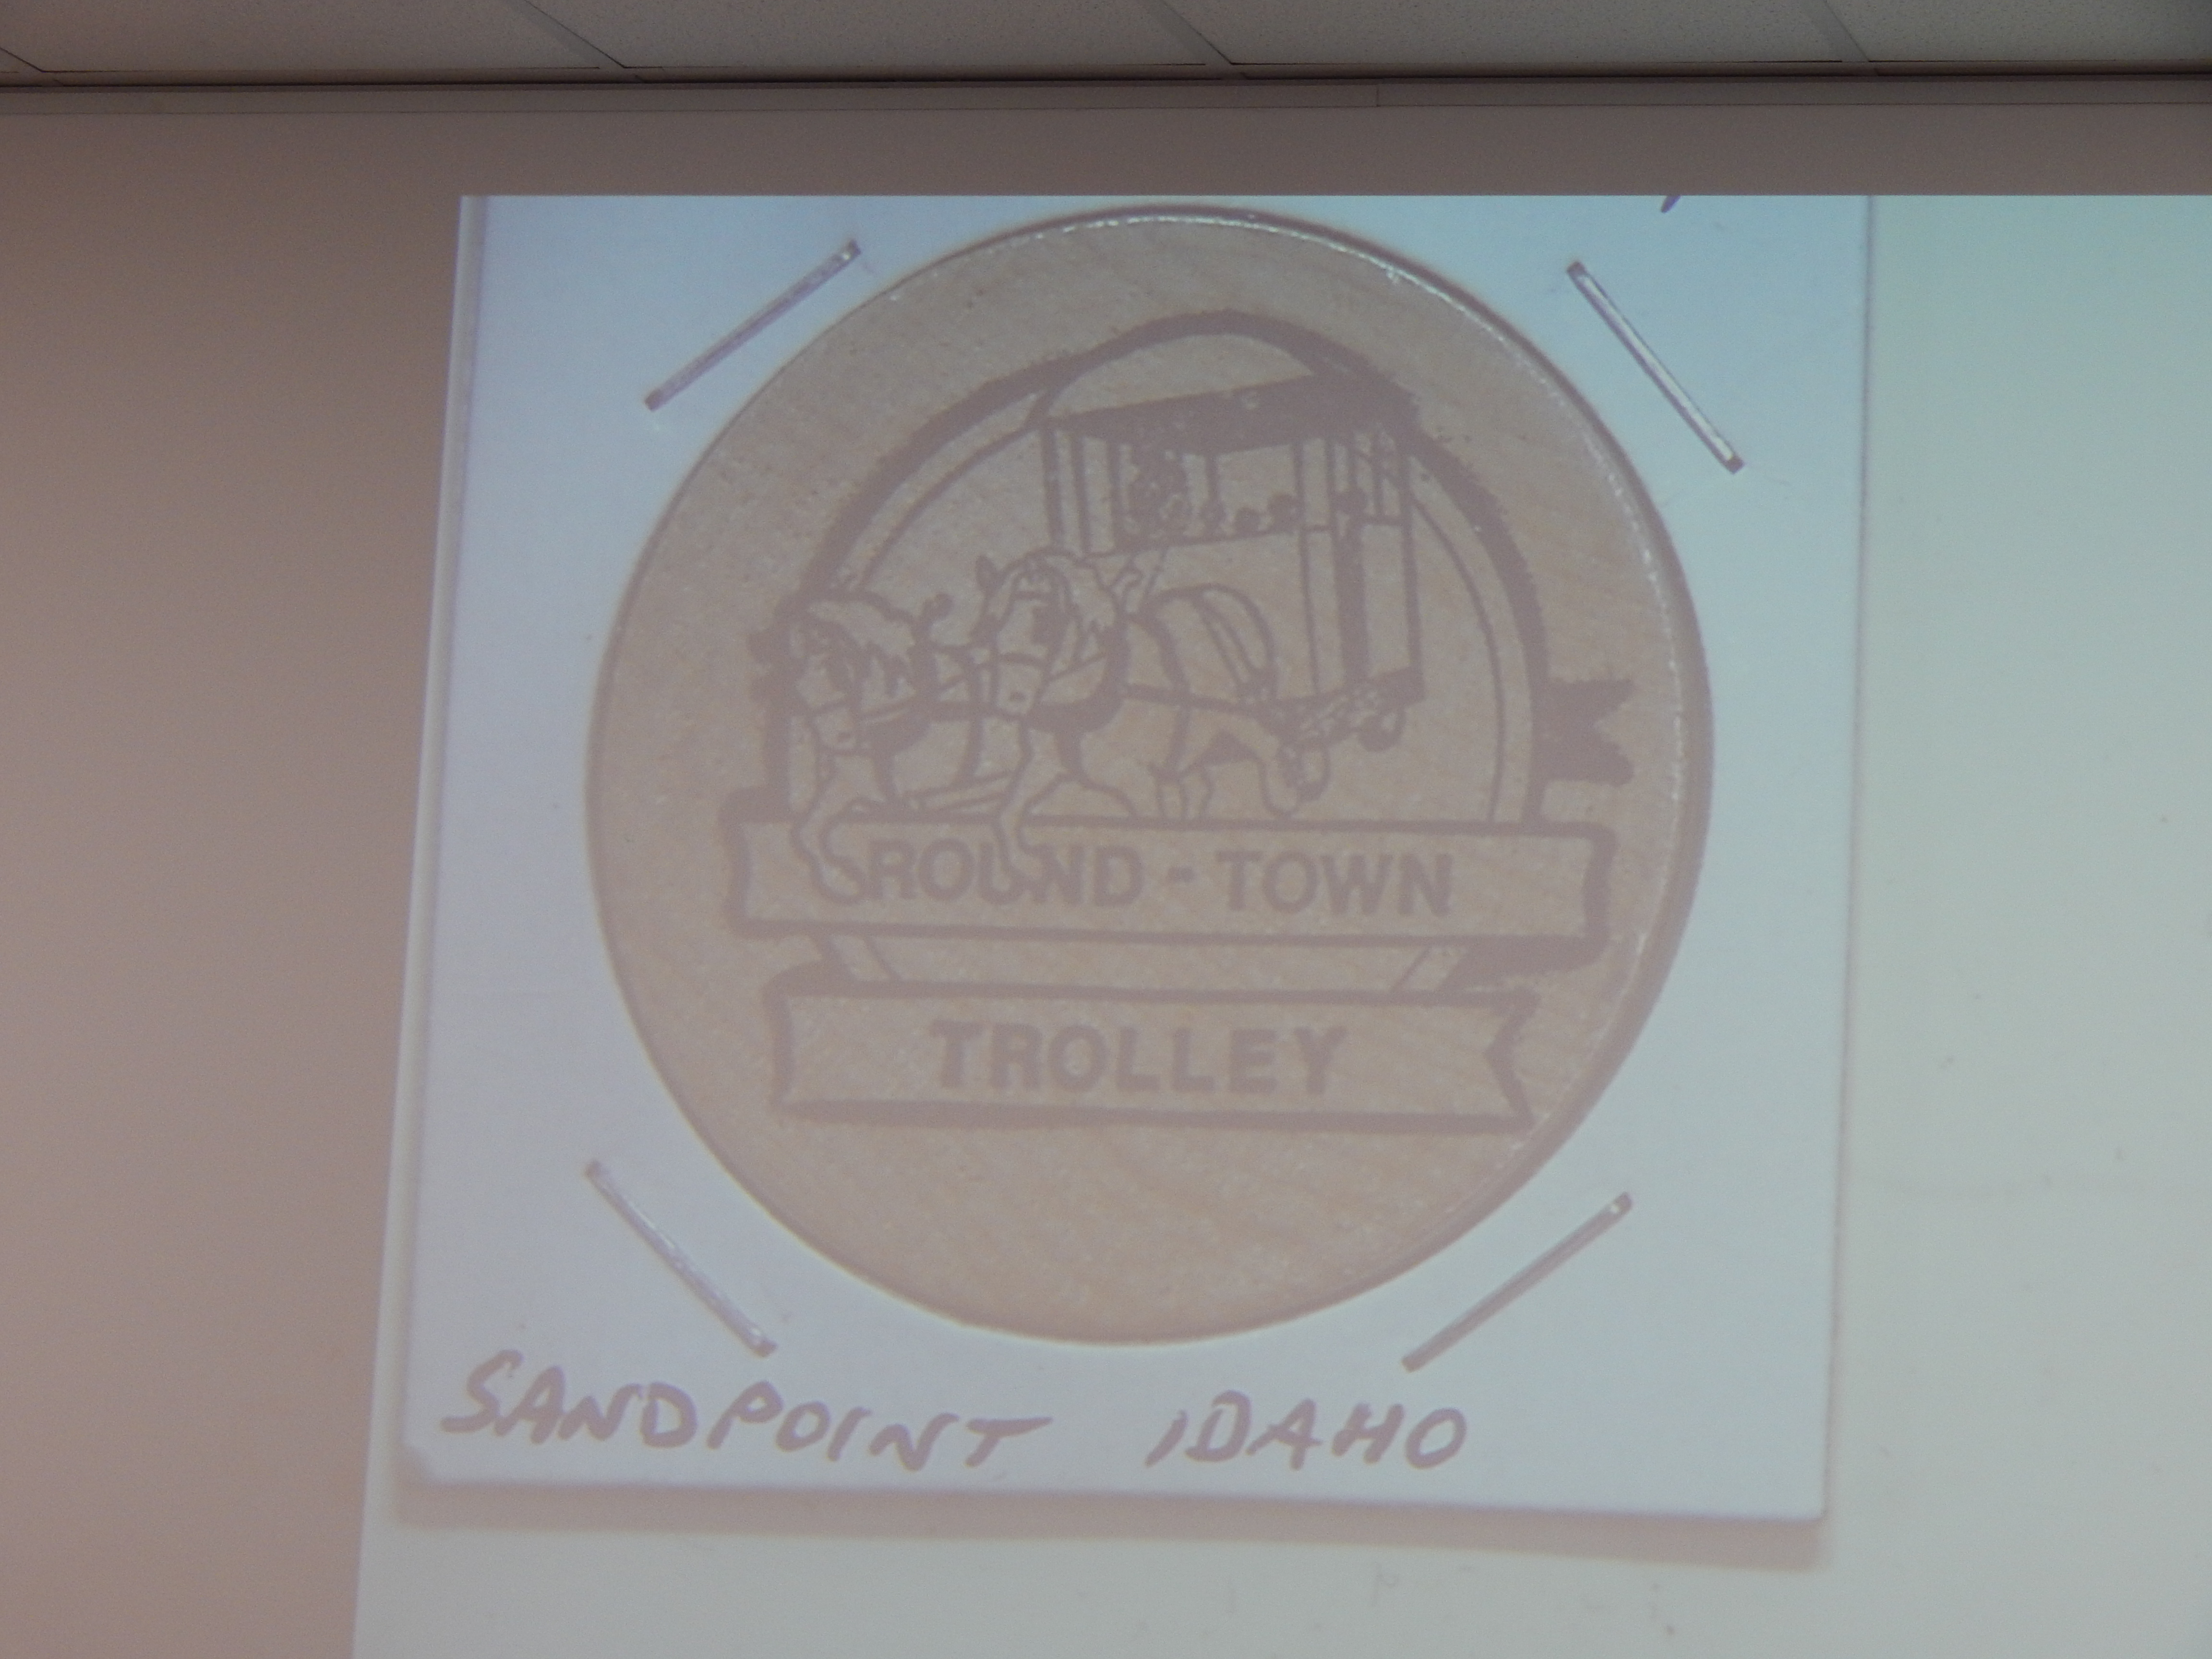 ROUND - TOWN
TROLLEY
SANDPOINT IDAHO